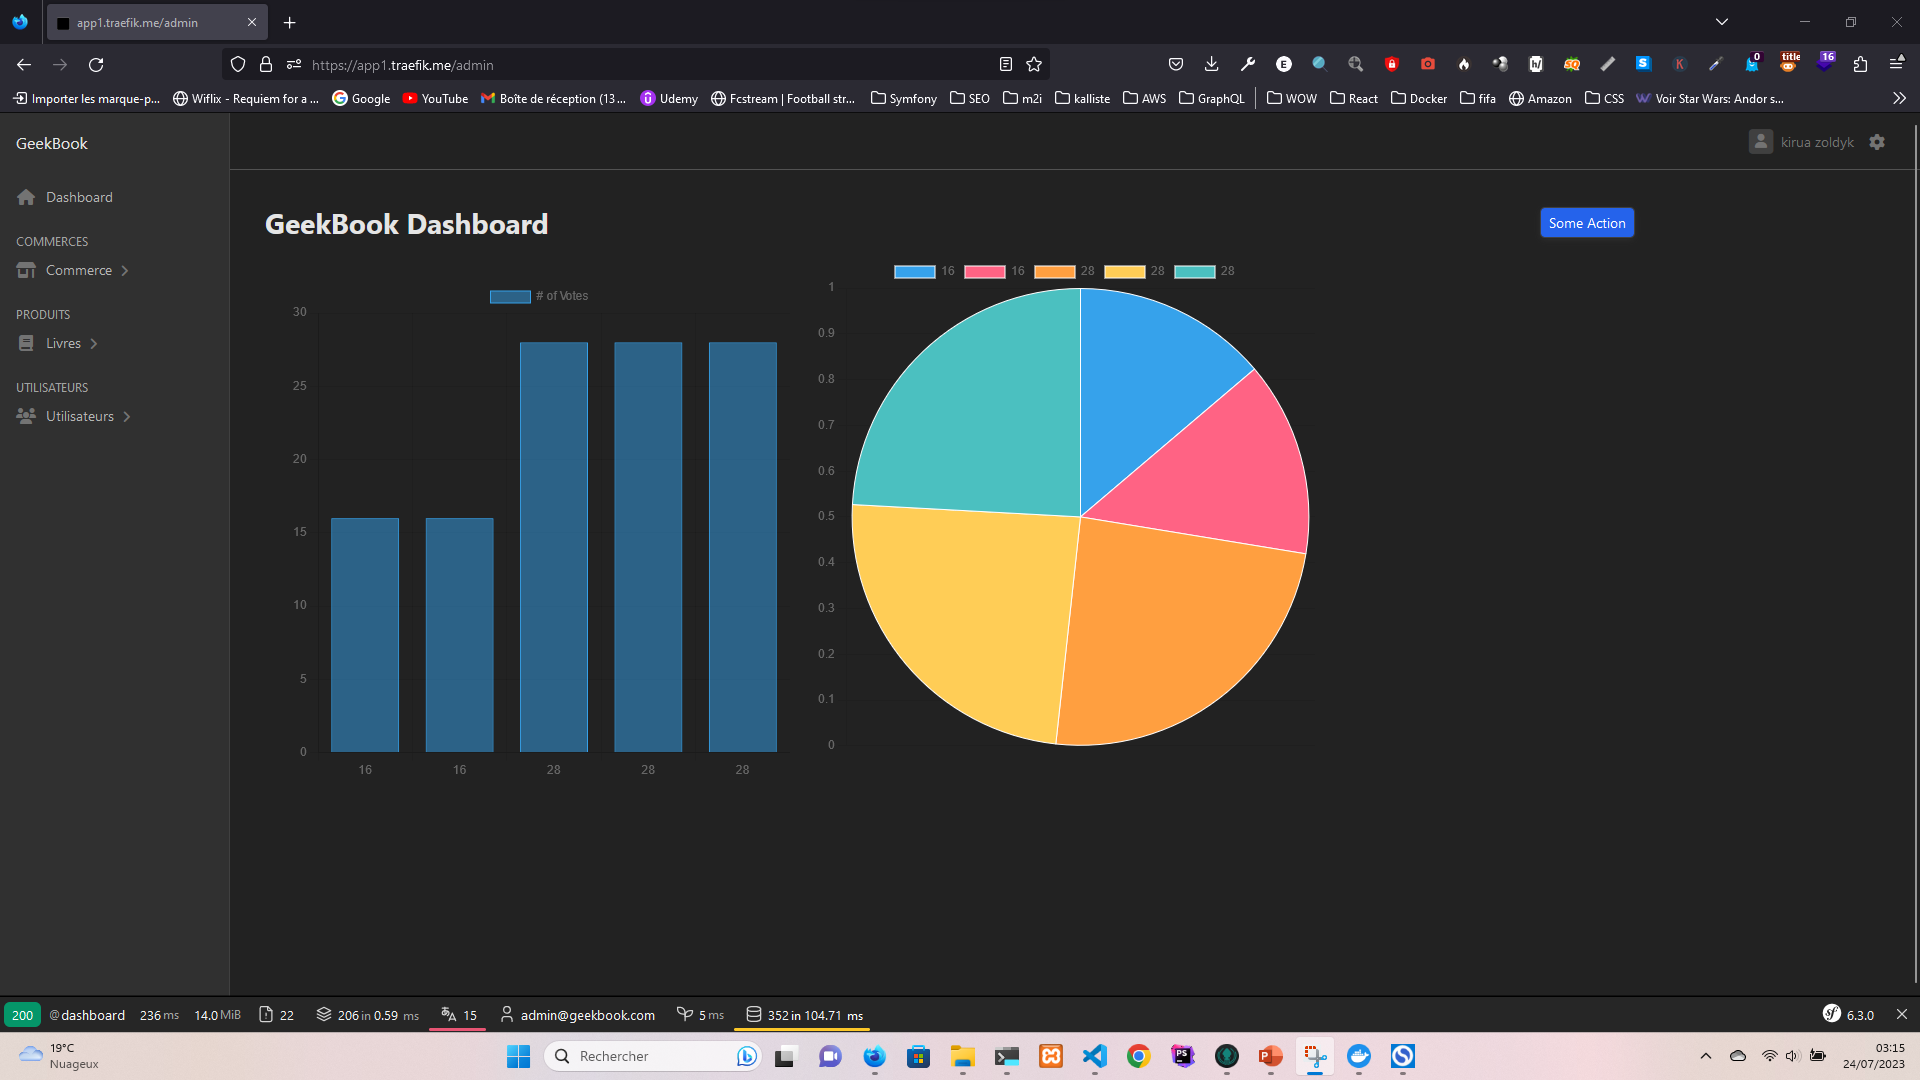 app1.traefik.me/admin
https://app1.traefik.me/admin
Importer les marque-p... Wiflix - Requiem for a ... Google YouTube Boîte de réception (13 ... Udemy Fcstream | Football str... Symfony SEO m2i kalliste AWS GraphQL WOW React Docker fifa Amazon CSS Voir Star Wars: Andor s...
GeekBook
kirua zoldyk
Dashboard
COMMERCES
Commerce
PRODUITS
Livres
UTILISATEURS
Utilisateurs
GeekBook Dashboard
Some Action
# of Votes
30
25
20
15
10
5
0
16 16 28 28 28
16 16 28 28 28
1
0.9
0.8
0.7
0.6
0.5
0.4
0.3
0.2
0.1
0
200 @dashboard 236 ms 14.0 MiB 22 206 in 0.59 ms 15 admin@geekbook.com 5 ms 352 in 104.71 ms 6.3.0
19°C
Nuageux
Rechercher
03:15
24/07/2023